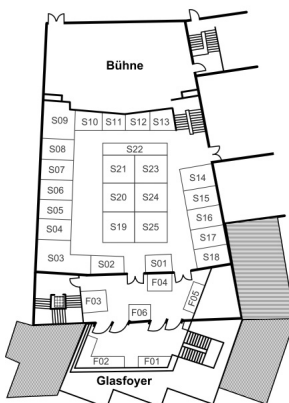 Bühne
S09 S10 S11 S12 S13
S08 S22
S07 S21 S23 S14
S06 S20 S24 S15
S05 S16
S04 S19 S25 S17
S03 S02 S01 S18
F04
F03 F05
F06
F02 F01
Glasfoyer